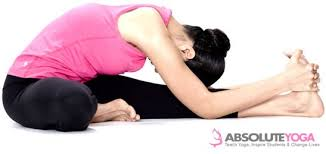 ABSOLUTEYOGA
Teach Yoga, Inspire Students & Change Lives